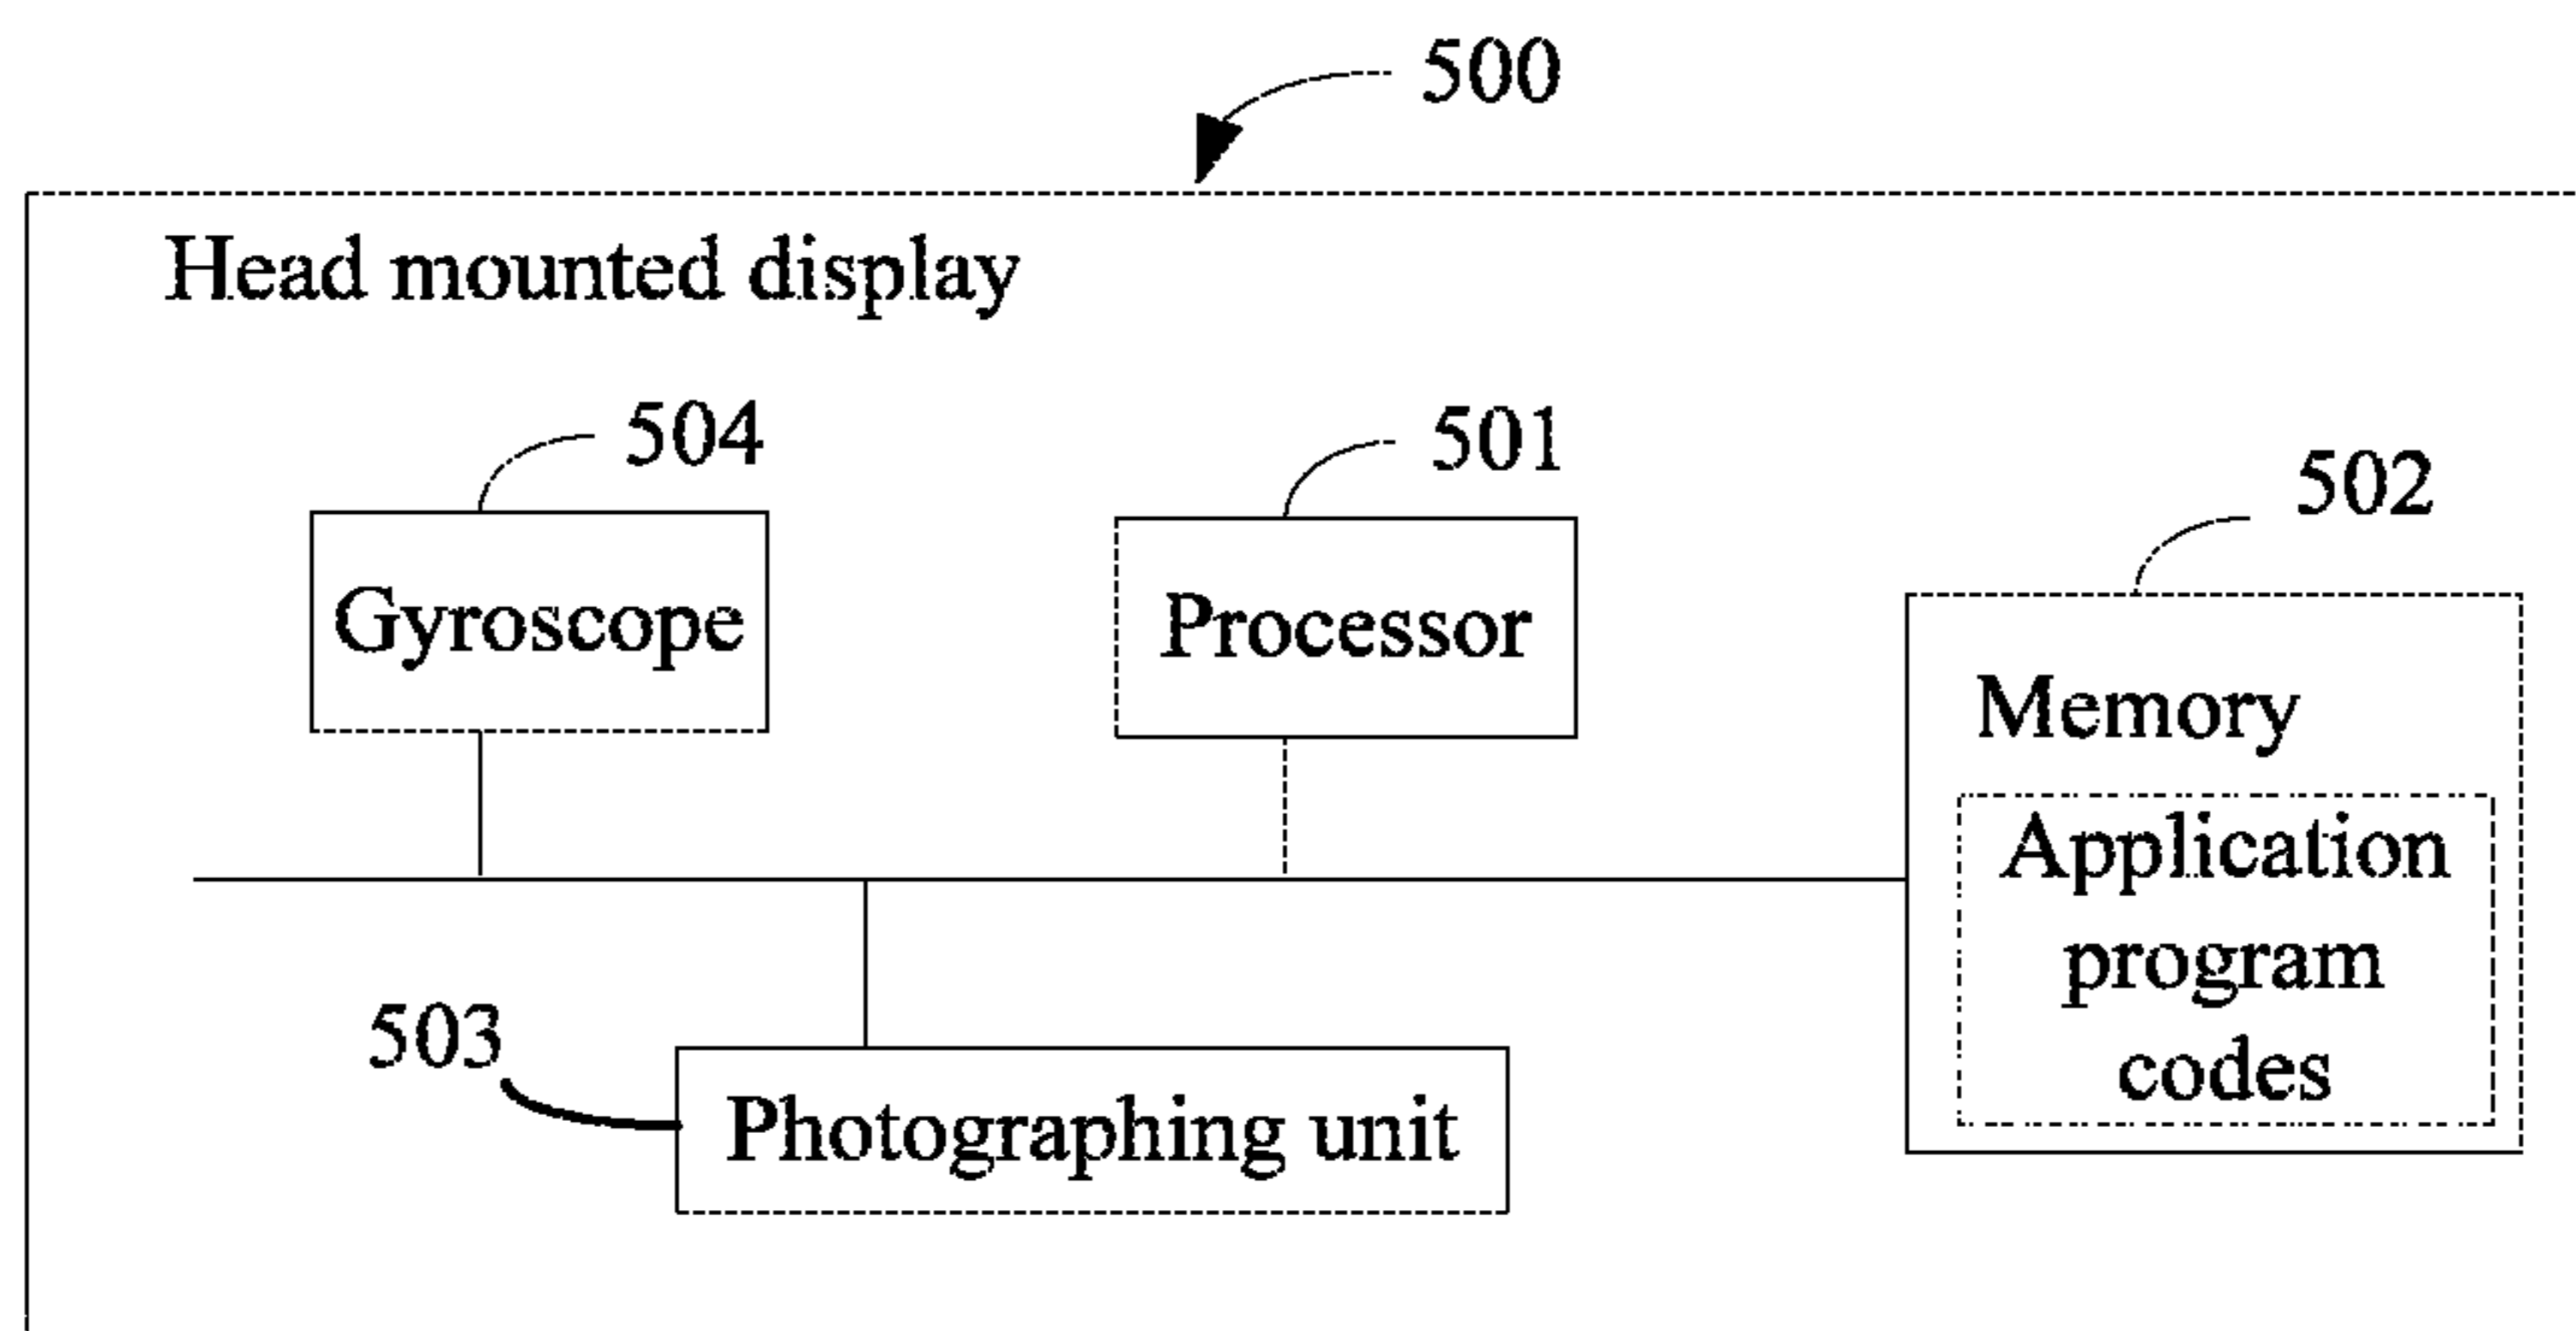 500
Head mounted display
504
501
502
Gyroscope
Processor
Memory
Application
program
codes
503
Photographing unit